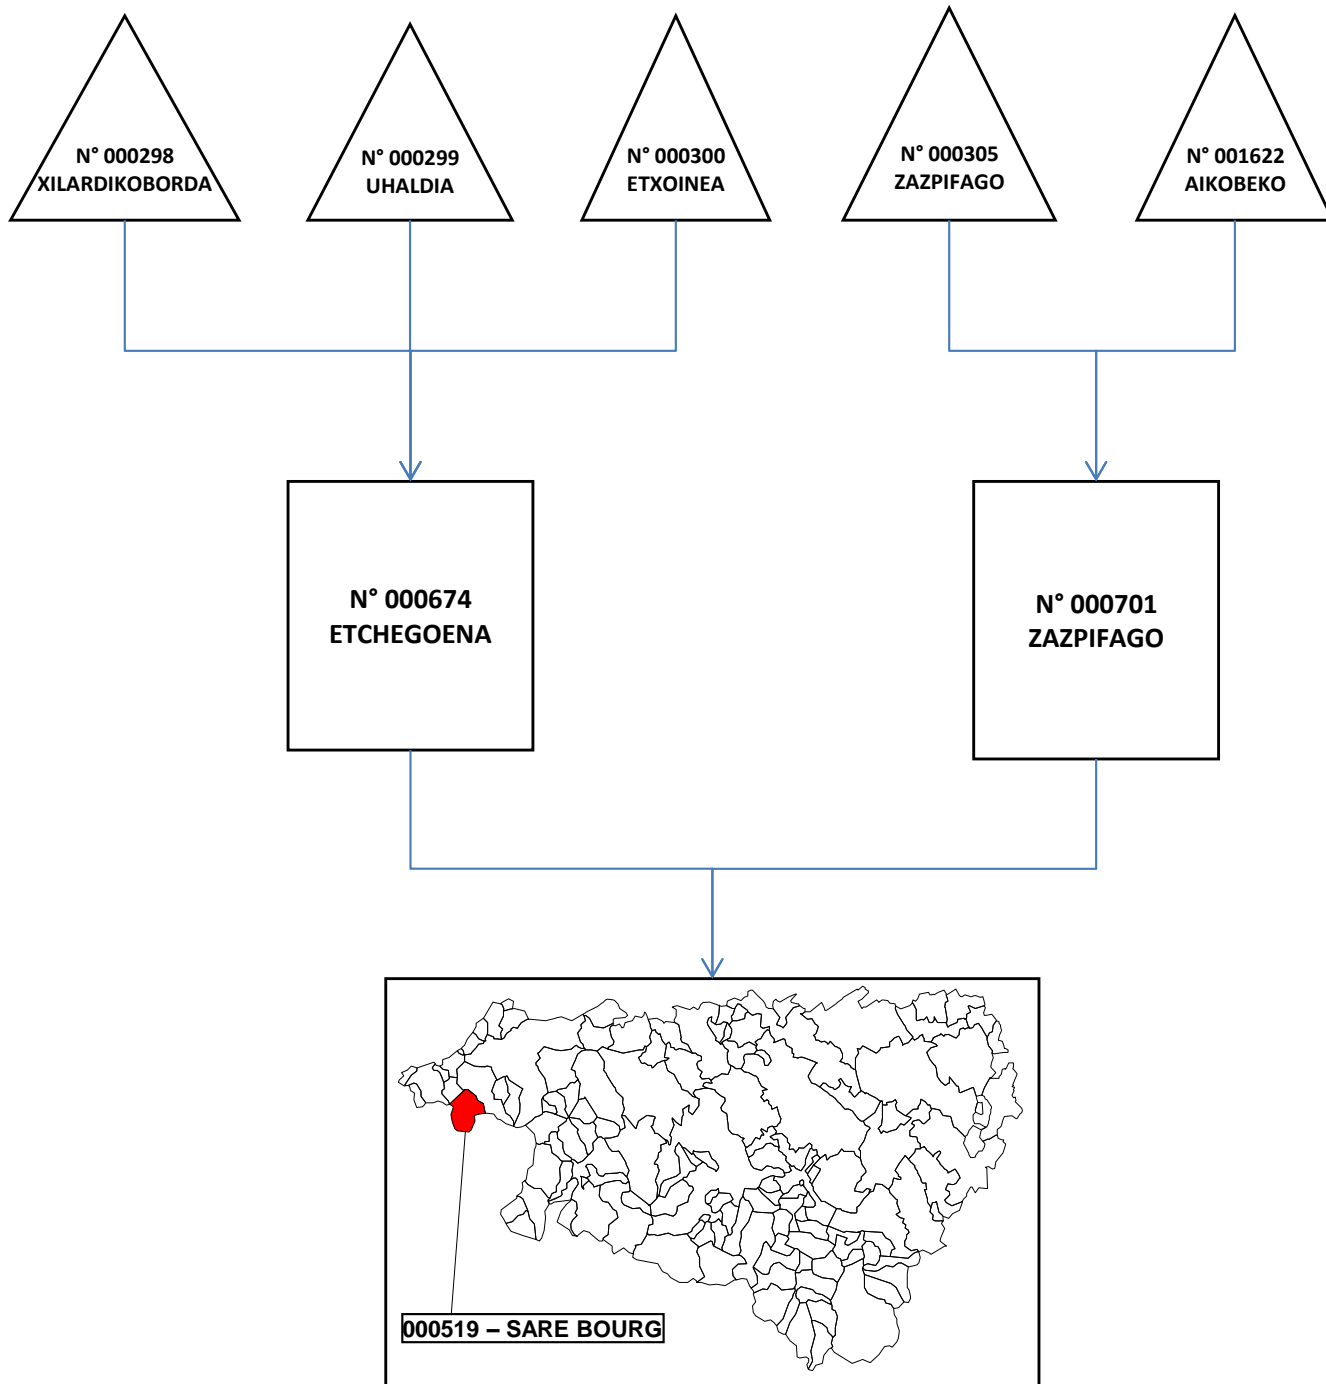 N° 000298
XILARDIKOBORDA
N° 000299
UHALDIA
N° 000300
ETXOINEA
N° 000305
ZAZPIFAGO
N° 001622
AIKOBEKO
N° 000674
ETCHEGOENA
N° 000701
ZAZPIFAGO
000519 – SARE BOURG